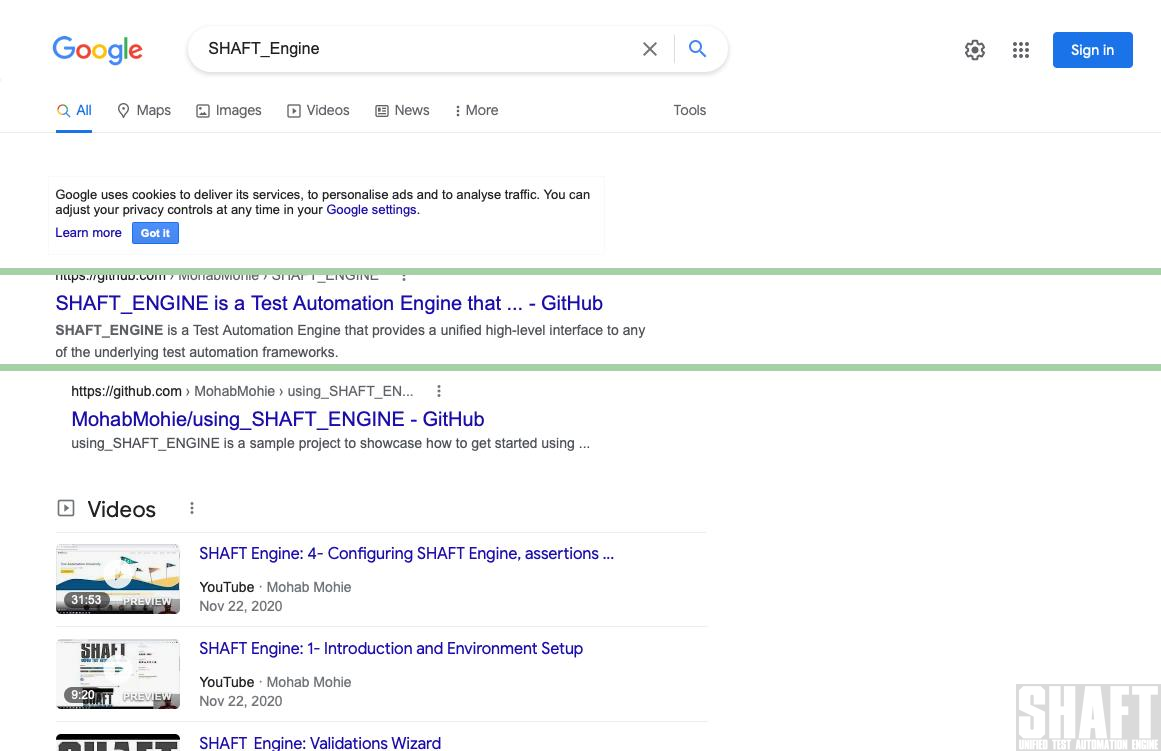 Google
SHAFT_Engine
Sign in
All
Maps
Images
Videos
News
More
Tools
Google uses cookies to deliver its services, to personalise ads and to analyse traffic. You can
adjust your privacy controls at any time in your Google settings.
Learn more
Got it
https://github.com › MohabMohie › SHAFT_ENGINE
SHAFT_ENGINE is a Test Automation Engine that ... - GitHub
SHAFT_ENGINE is a Test Automation Engine that provides a unified high-level interface to any
of the underlying test automation frameworks.
https://github.com › MohabMohie › using_SHAFT_EN...
MohabMohie/using_SHAFT_ENGINE - GitHub
using_SHAFT_ENGINE is a sample project to showcase how to get started using ...
Videos
31:53
PREVIEW
SHAFT Engine: 4- Configuring SHAFT Engine, assertions ...
YouTube · Mohab Mohie
Nov 22, 2020
SHAFT
9:20
PREVIEW
SHAFT Engine: 1- Introduction and Environment Setup
YouTube · Mohab Mohie
Nov 22, 2020
SHAFT
SHAFT Engine: Validations Wizard
SHAFT
UNIFIED TEST AUTOMATION ENGINE